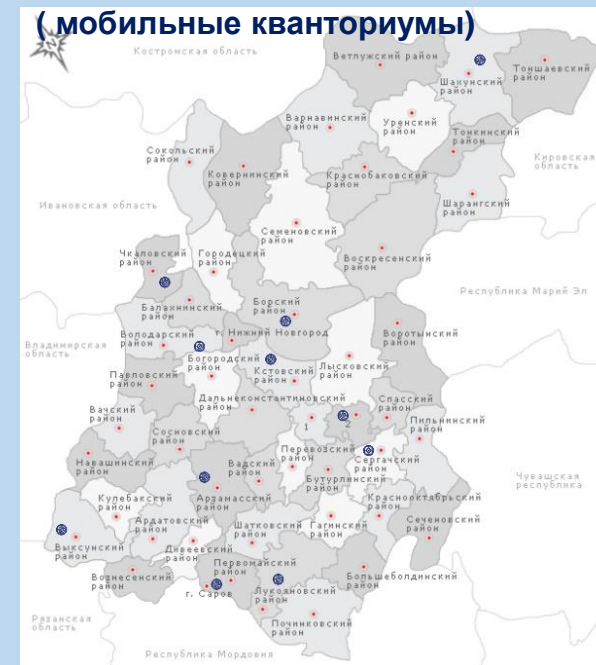 ( мобильные кванториумы)
Костромская область
Ветлужский район
Шахунский
район
Тоншаевский
район
Варнавинский
район
Уренский
район
Тонкинский
район
Сокольский
район
Ковернинский
район
Краснобаковский
район
Кировская
область
Шарангский
район
Ивановская область
Семеновский
район
Воскресенский
район
Чкаловский
район
Городецкий
район
Республика Марий Эл
Балахнинский
район
Борский
район
Воротынский
район
Владимирская
область
Володарский
район
г. Нижний Новгород
Богородский
район
Кстовский
район
Лысковский
район
Павловский
район
Дальнеконстантиновский
район
Спасский
район
Вачский
район
1
2
Пильнинский
район
Сосновский
район
Перевозский
район
Сергачский
район
Навашинский
район
Вадский
район
Бутурлинский
район
Чувашская
республика
Кулебакский
район
Арзамасский
район
Краснооктябрьский
район
Ардатовский
район
Гагинский
район
Сеченовский
район
Выксунский
район
Дивеевский
район
Шатковский
район
Вознесенский
район
Первомайский
район
Большеболдинский
район
г. Саров
Лукояновский
район
Рязанская
область
Починковский
район
Республика Мордовия